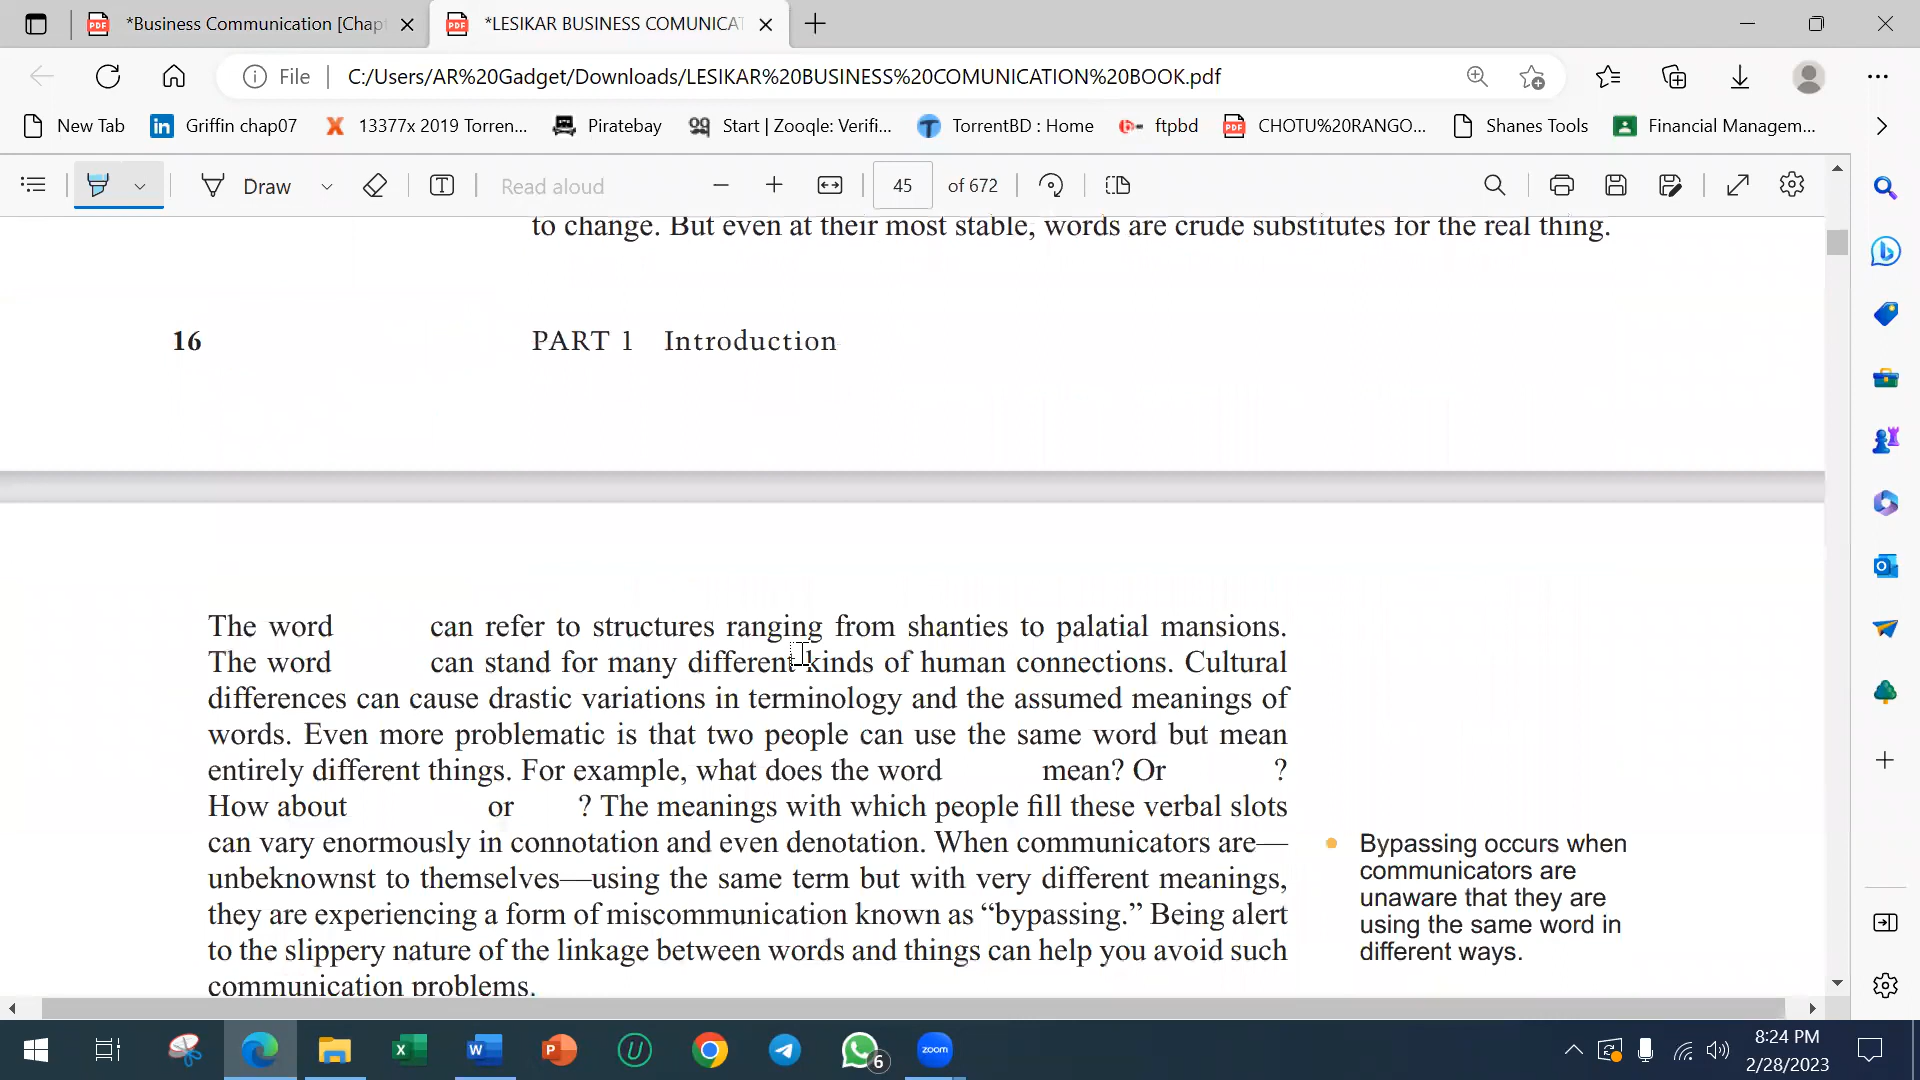 *Business Communication [Chap
*LESIKAR BUSINESS COMUNICAT
File
C:/Users/AR%20Gadget/Downloads/LESIKAR%20BUSINESS%20COMUNICATION%20BOOK.pdf
New Tab
Griffin chap07
13377x 2019 Torren...
Piratebay
Start | Zooqle: Verifi...
TorrentBD : Home
ftpbd
CHOTU%20RANGO...
Shanes Tools
Financial Managem...
Draw
Read aloud
45
of 672
to change. But even at their most stable, words are crude substitutes for the real thing.
16
PART 1 Introduction
The word can refer to structures ranging from shanties to palatial mansions.
The word can stand for many different kinds of human connections. Cultural
differences can cause drastic variations in terminology and the assumed meanings of
words. Even more problematic is that two people can use the same word but mean
entirely different things. For example, what does the word mean? Or ?
How about or ? The meanings with which people fill these verbal slots
can vary enormously in connotation and even denotation. When communicators are—
unbeknownst to themselves—using the same term but with very different meanings,
they are experiencing a form of miscommunication known as “bypassing.” Being alert
to the slippery nature of the linkage between words and things can help you avoid such
communication problems.
Bypassing occurs when
communicators are
unaware that they are
using the same word in
different ways.
zoom
6
8:24 PM
2/28/2023